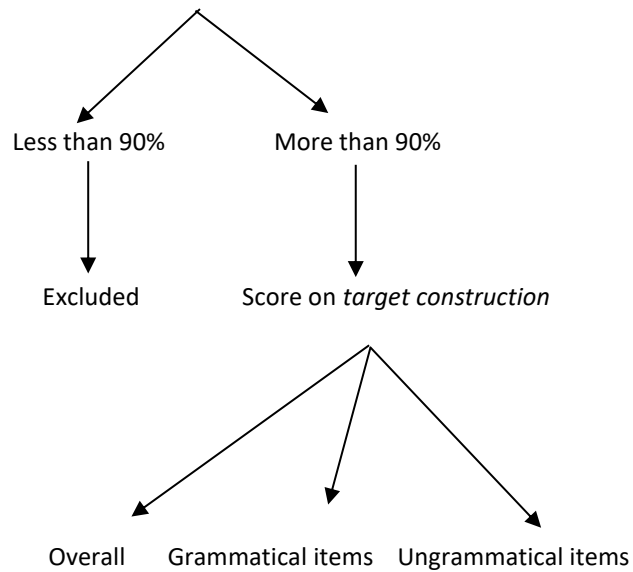 Less than 90% More than 90%
Excluded Score on target construction
Overall Grammatical items Ungrammatical items